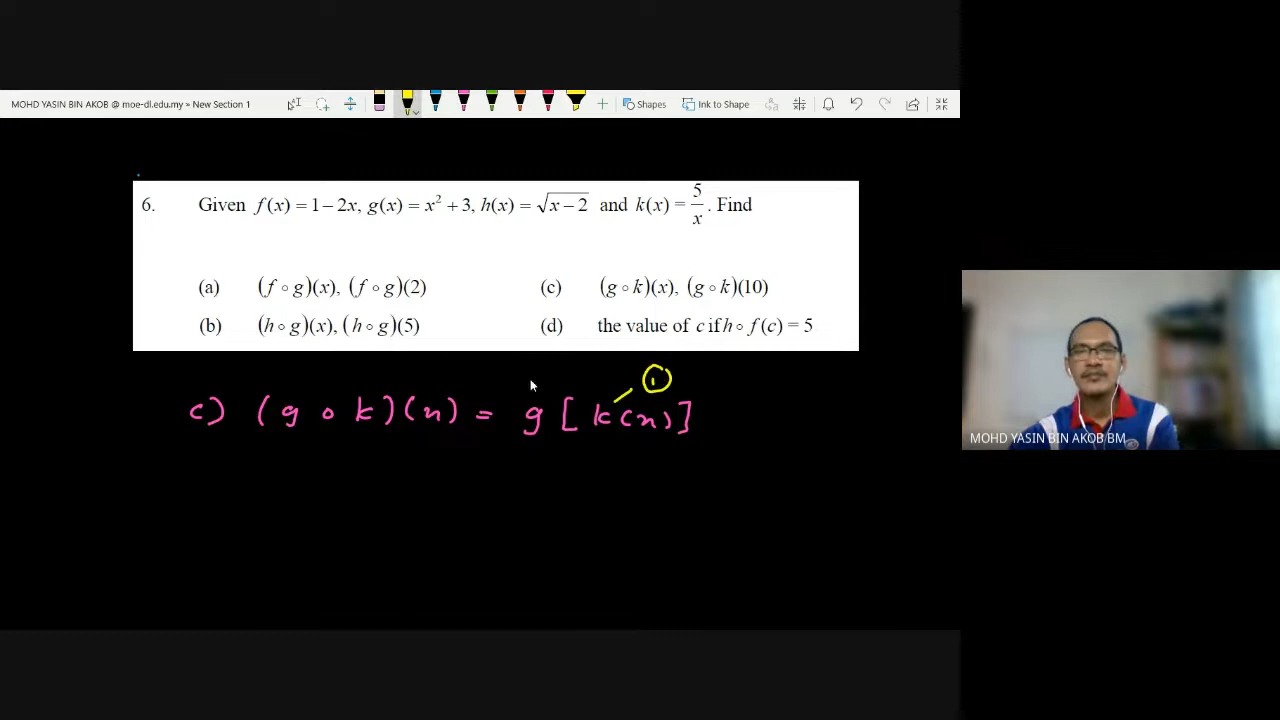 MOHD YASIN BIN AKOB @ moe-dl.edu.my » New Section 1
Shapes
Ink to Shape
6. Given f(x) = 1 − 2x, g(x) = x² + 3, h(x) = √(x − 2) and k(x) = 5/x. Find
(a) (f ∘ g)(x), (f ∘ g)(2)
(c) (g ∘ k)(x), (g ∘ k)(10)
(b) (h ∘ g)(x), (h ∘ g)(5)
(d) the value of c if h ∘ f(c) = 5
1
c) (g ∘ k)(x) = g[k(x)]
MOHD YASIN BIN AKOB BM